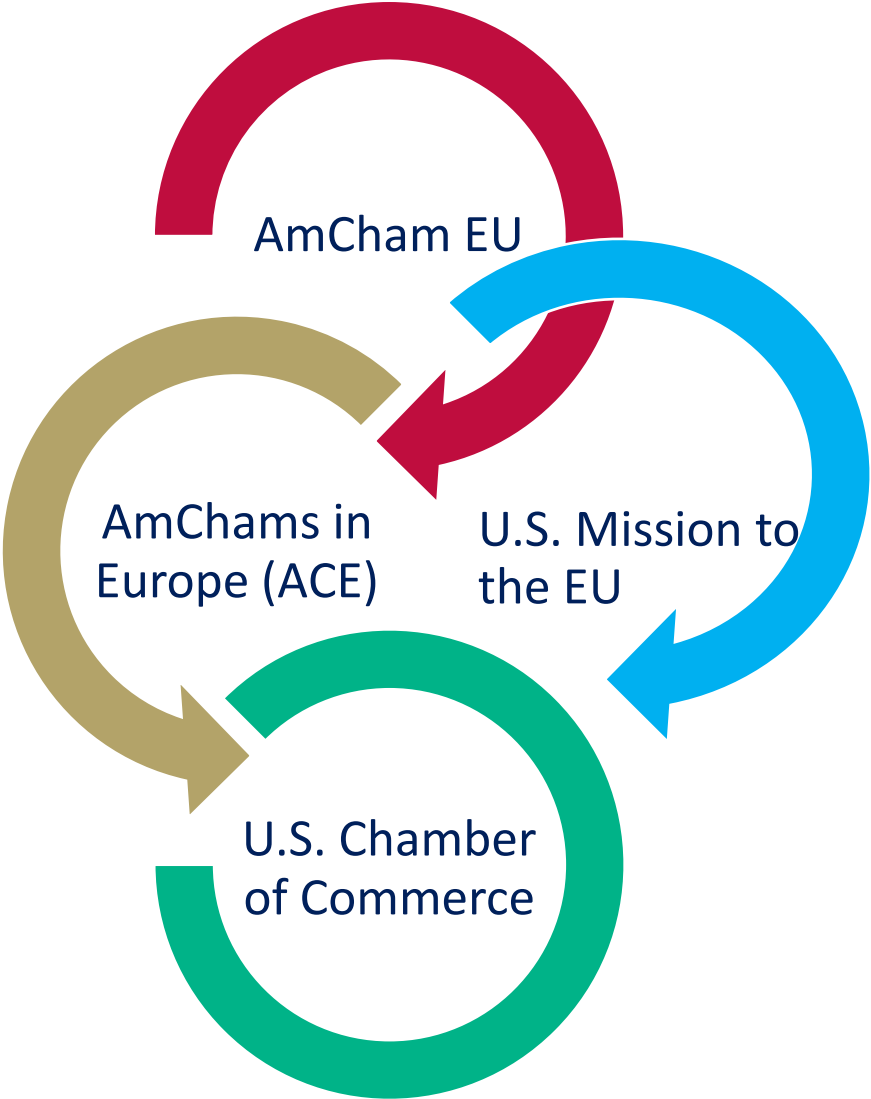 AmCham EU
AmChams in
Europe (ACE)
U.S. Mission to
the EU
U.S. Chamber
of Commerce